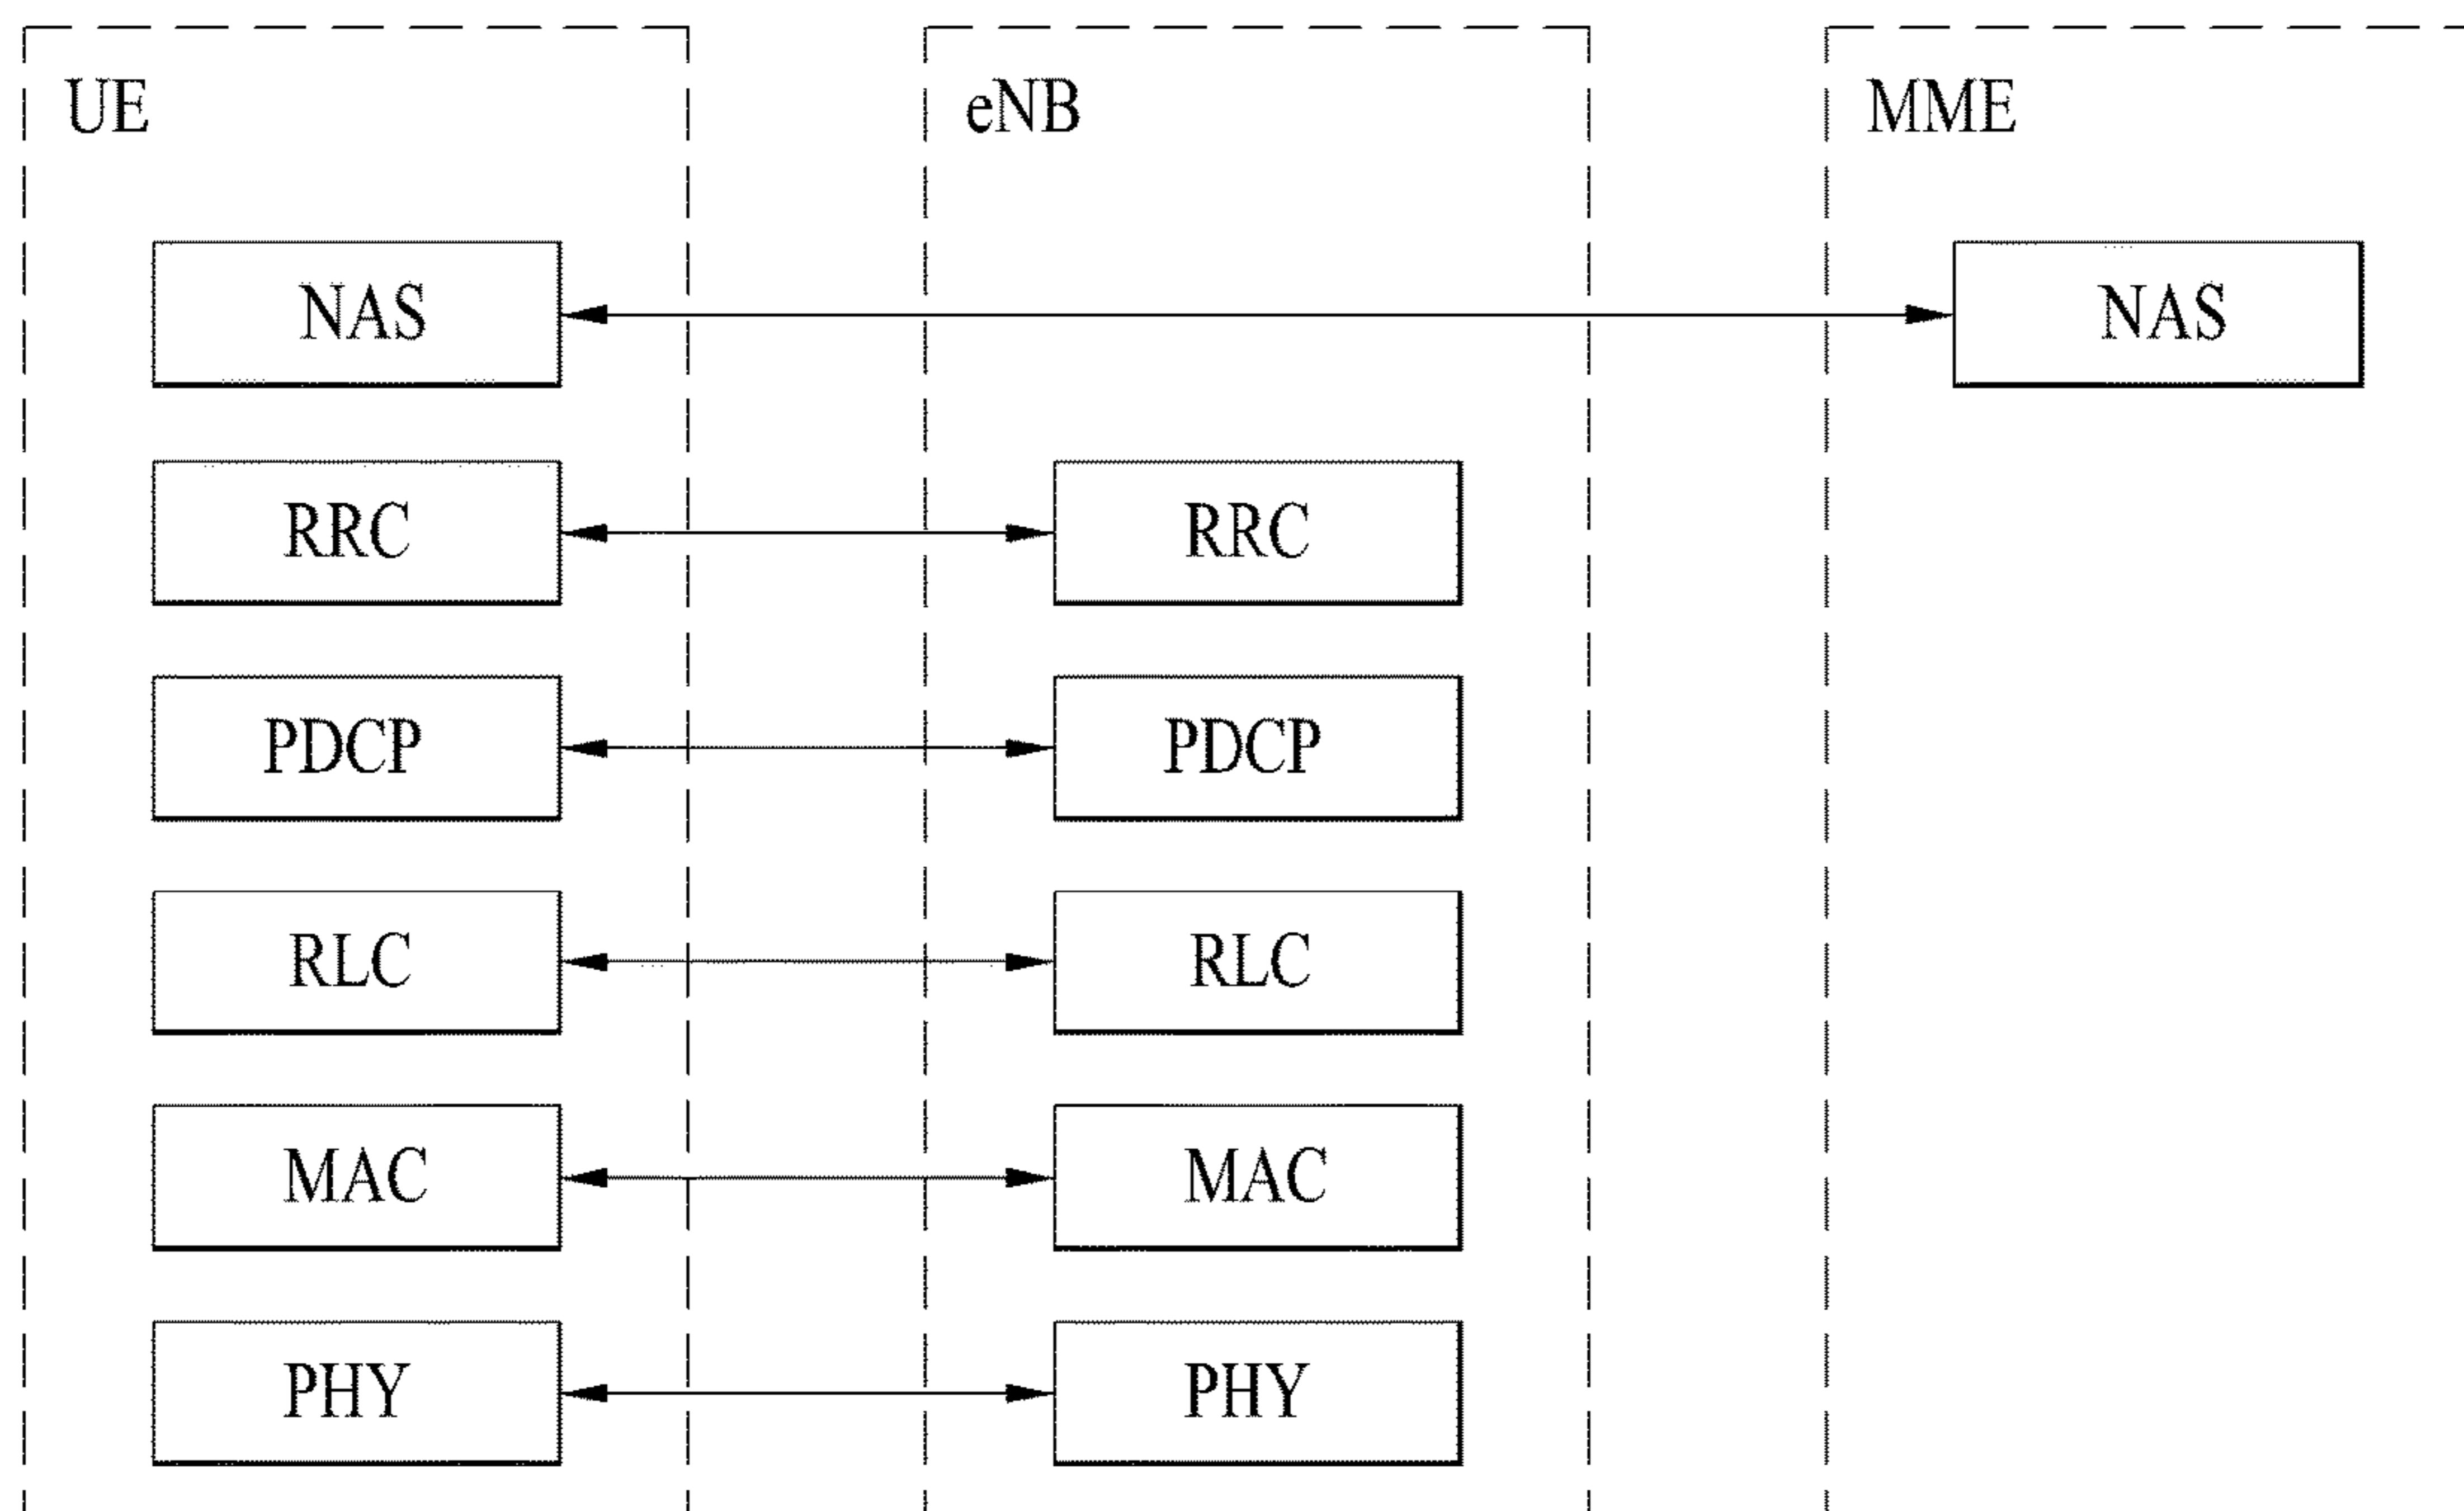 UE eNB MME
NAS NAS
RRC RRC
PDCP PDCP
RLC RLC
MAC MAC
PHY PHY